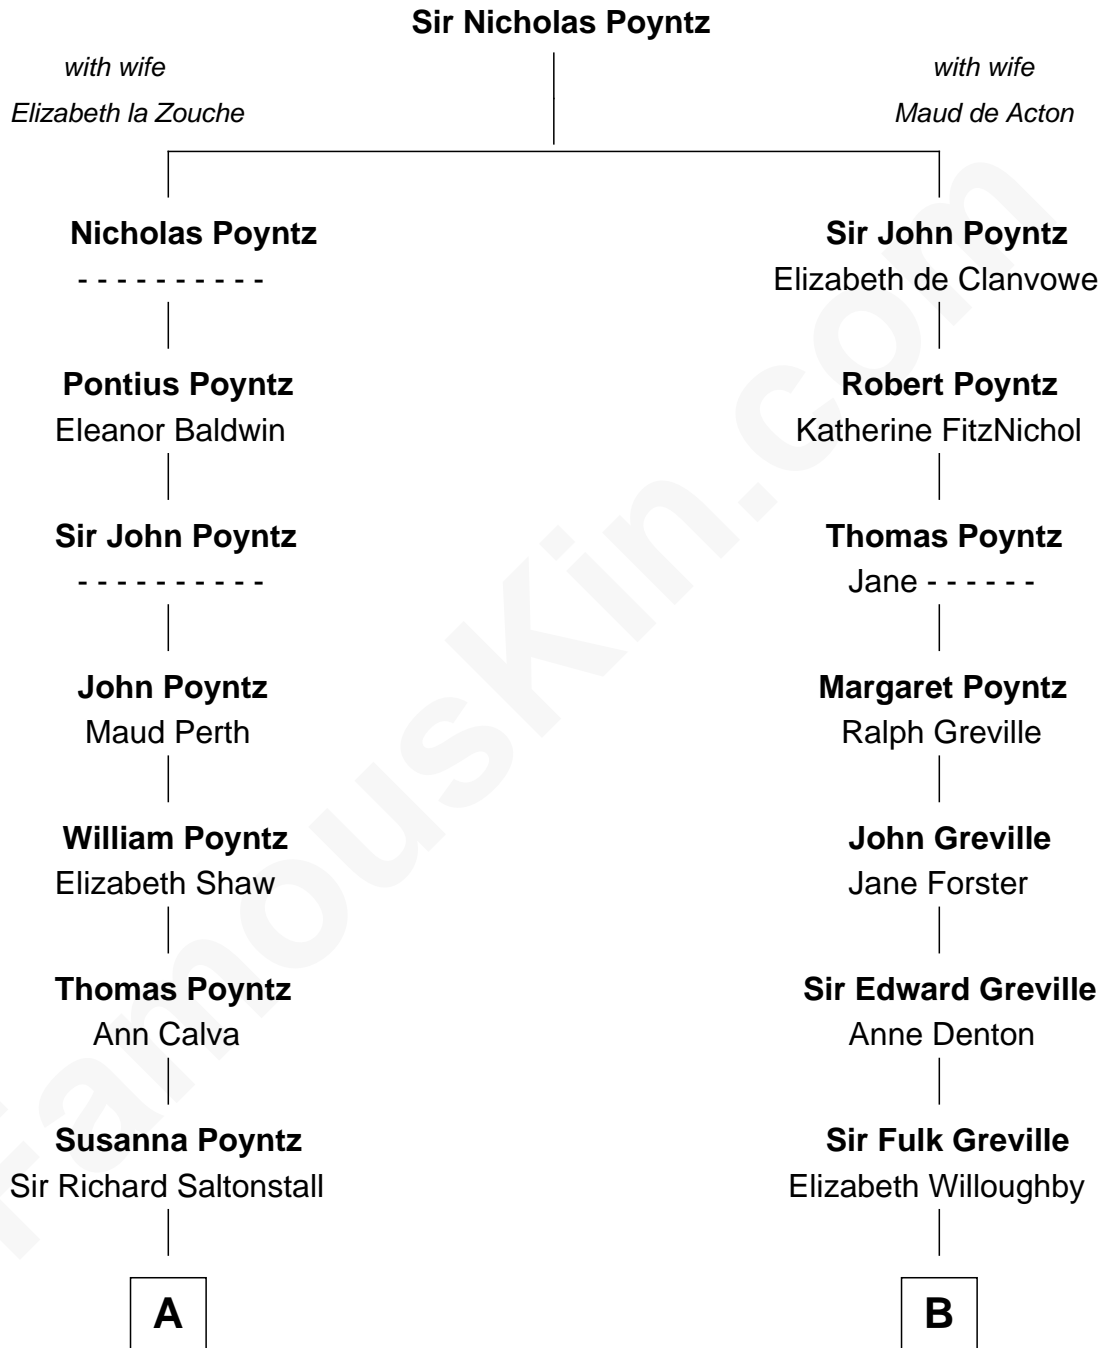 Sir Nicholas Poyntz
with wife
Elizabeth la Zouche
with wife
Maud de Acton
Nicholas Poyntz
- - - - - - - - - -
Pontius Poyntz
Eleanor Baldwin
Sir John Poyntz
- - - - - - - - - -
John Poyntz
Maud Perth
William Poyntz
Elizabeth Shaw
Thomas Poyntz
Ann Calva
Susanna Poyntz
Sir Richard Saltonstall
A
Sir John Poyntz
Elizabeth de Clanvowe
Robert Poyntz
Katherine FitzNichol
Thomas Poyntz
Jane - - - - - -
Margaret Poyntz
Ralph Greville
John Greville
Jane Forster
Sir Edward Greville
Anne Denton
Sir Fulk Greville
Elizabeth Willoughby
B
FamousKin.com